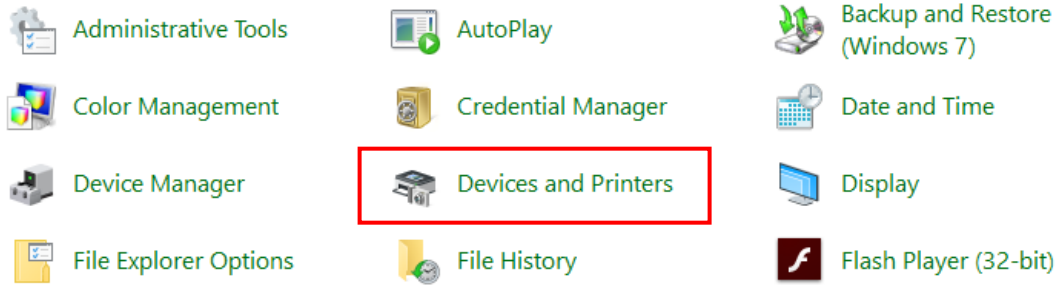 Administrative Tools
AutoPlay
Backup and Restore
(Windows 7)
Color Management
Credential Manager
Date and Time
Device Manager
Devices and Printers
Display
File Explorer Options
File History
Flash Player (32-bit)